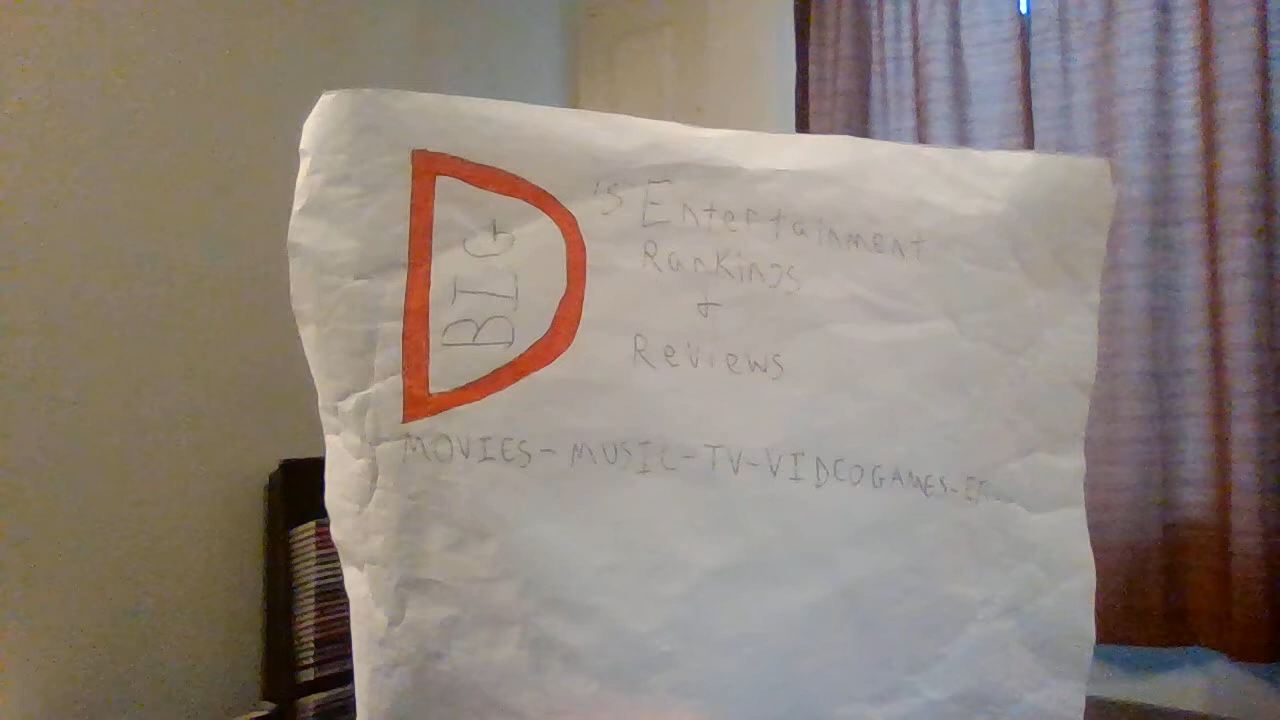 BIG D's Entertainment
Rankings
+
Reviews
MOVIES-MUSIC-TV-VIDEOGAMES-